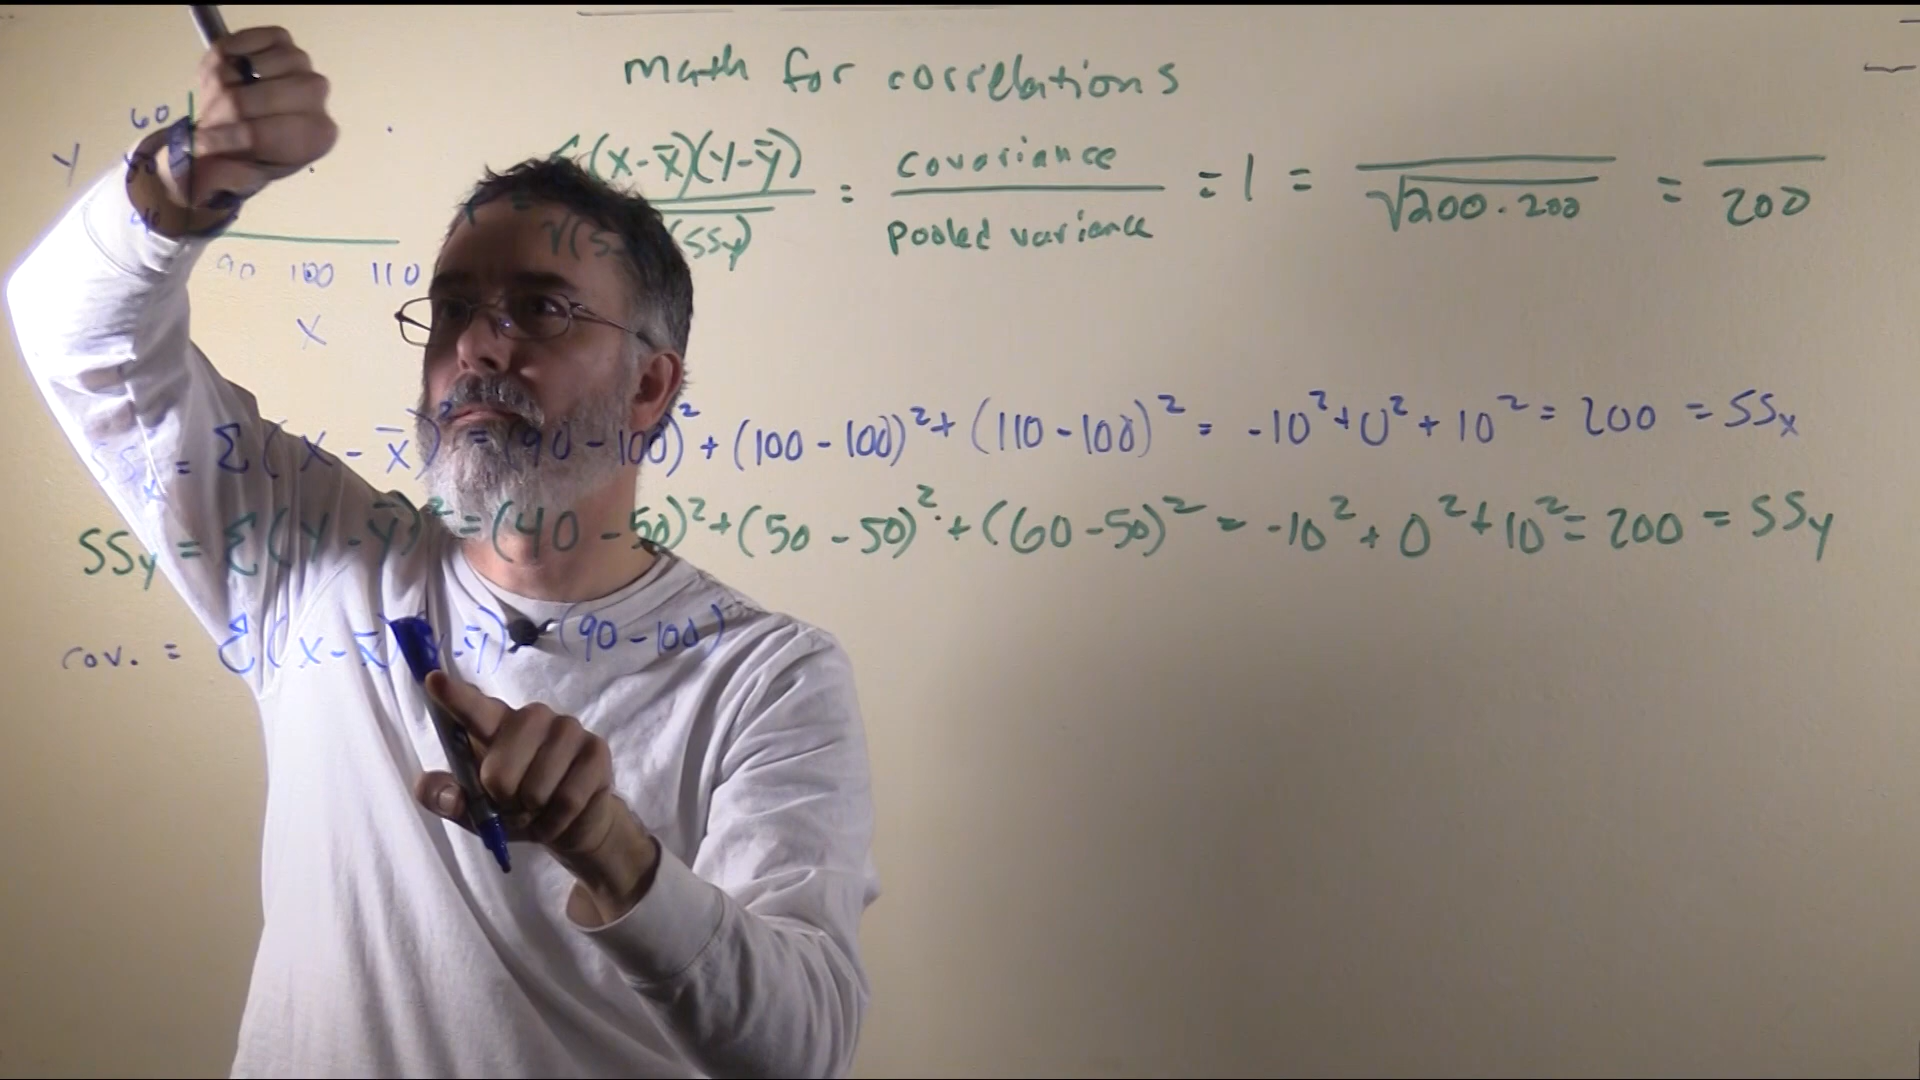 math for correlations
60
Y
90 100 110
X
(X-X̄)(Y-Ȳ) / √(S (SSy) = covariance / pooled variance = 1 = / √200·200 = / 200
SSx = Σ(X-X̄)² = (90-100)² + (100-100)² + (110-100)² = -10² + 0² + 10² = 200 = SSx
SSy = Σ(Y-Ȳ)² = (40-50)² + (50-50)² + (60-50)² = -10² + 0² + 10² = 200 = SSy
cov. = Σ(X-X̄)(Y-Ȳ) (90-100)